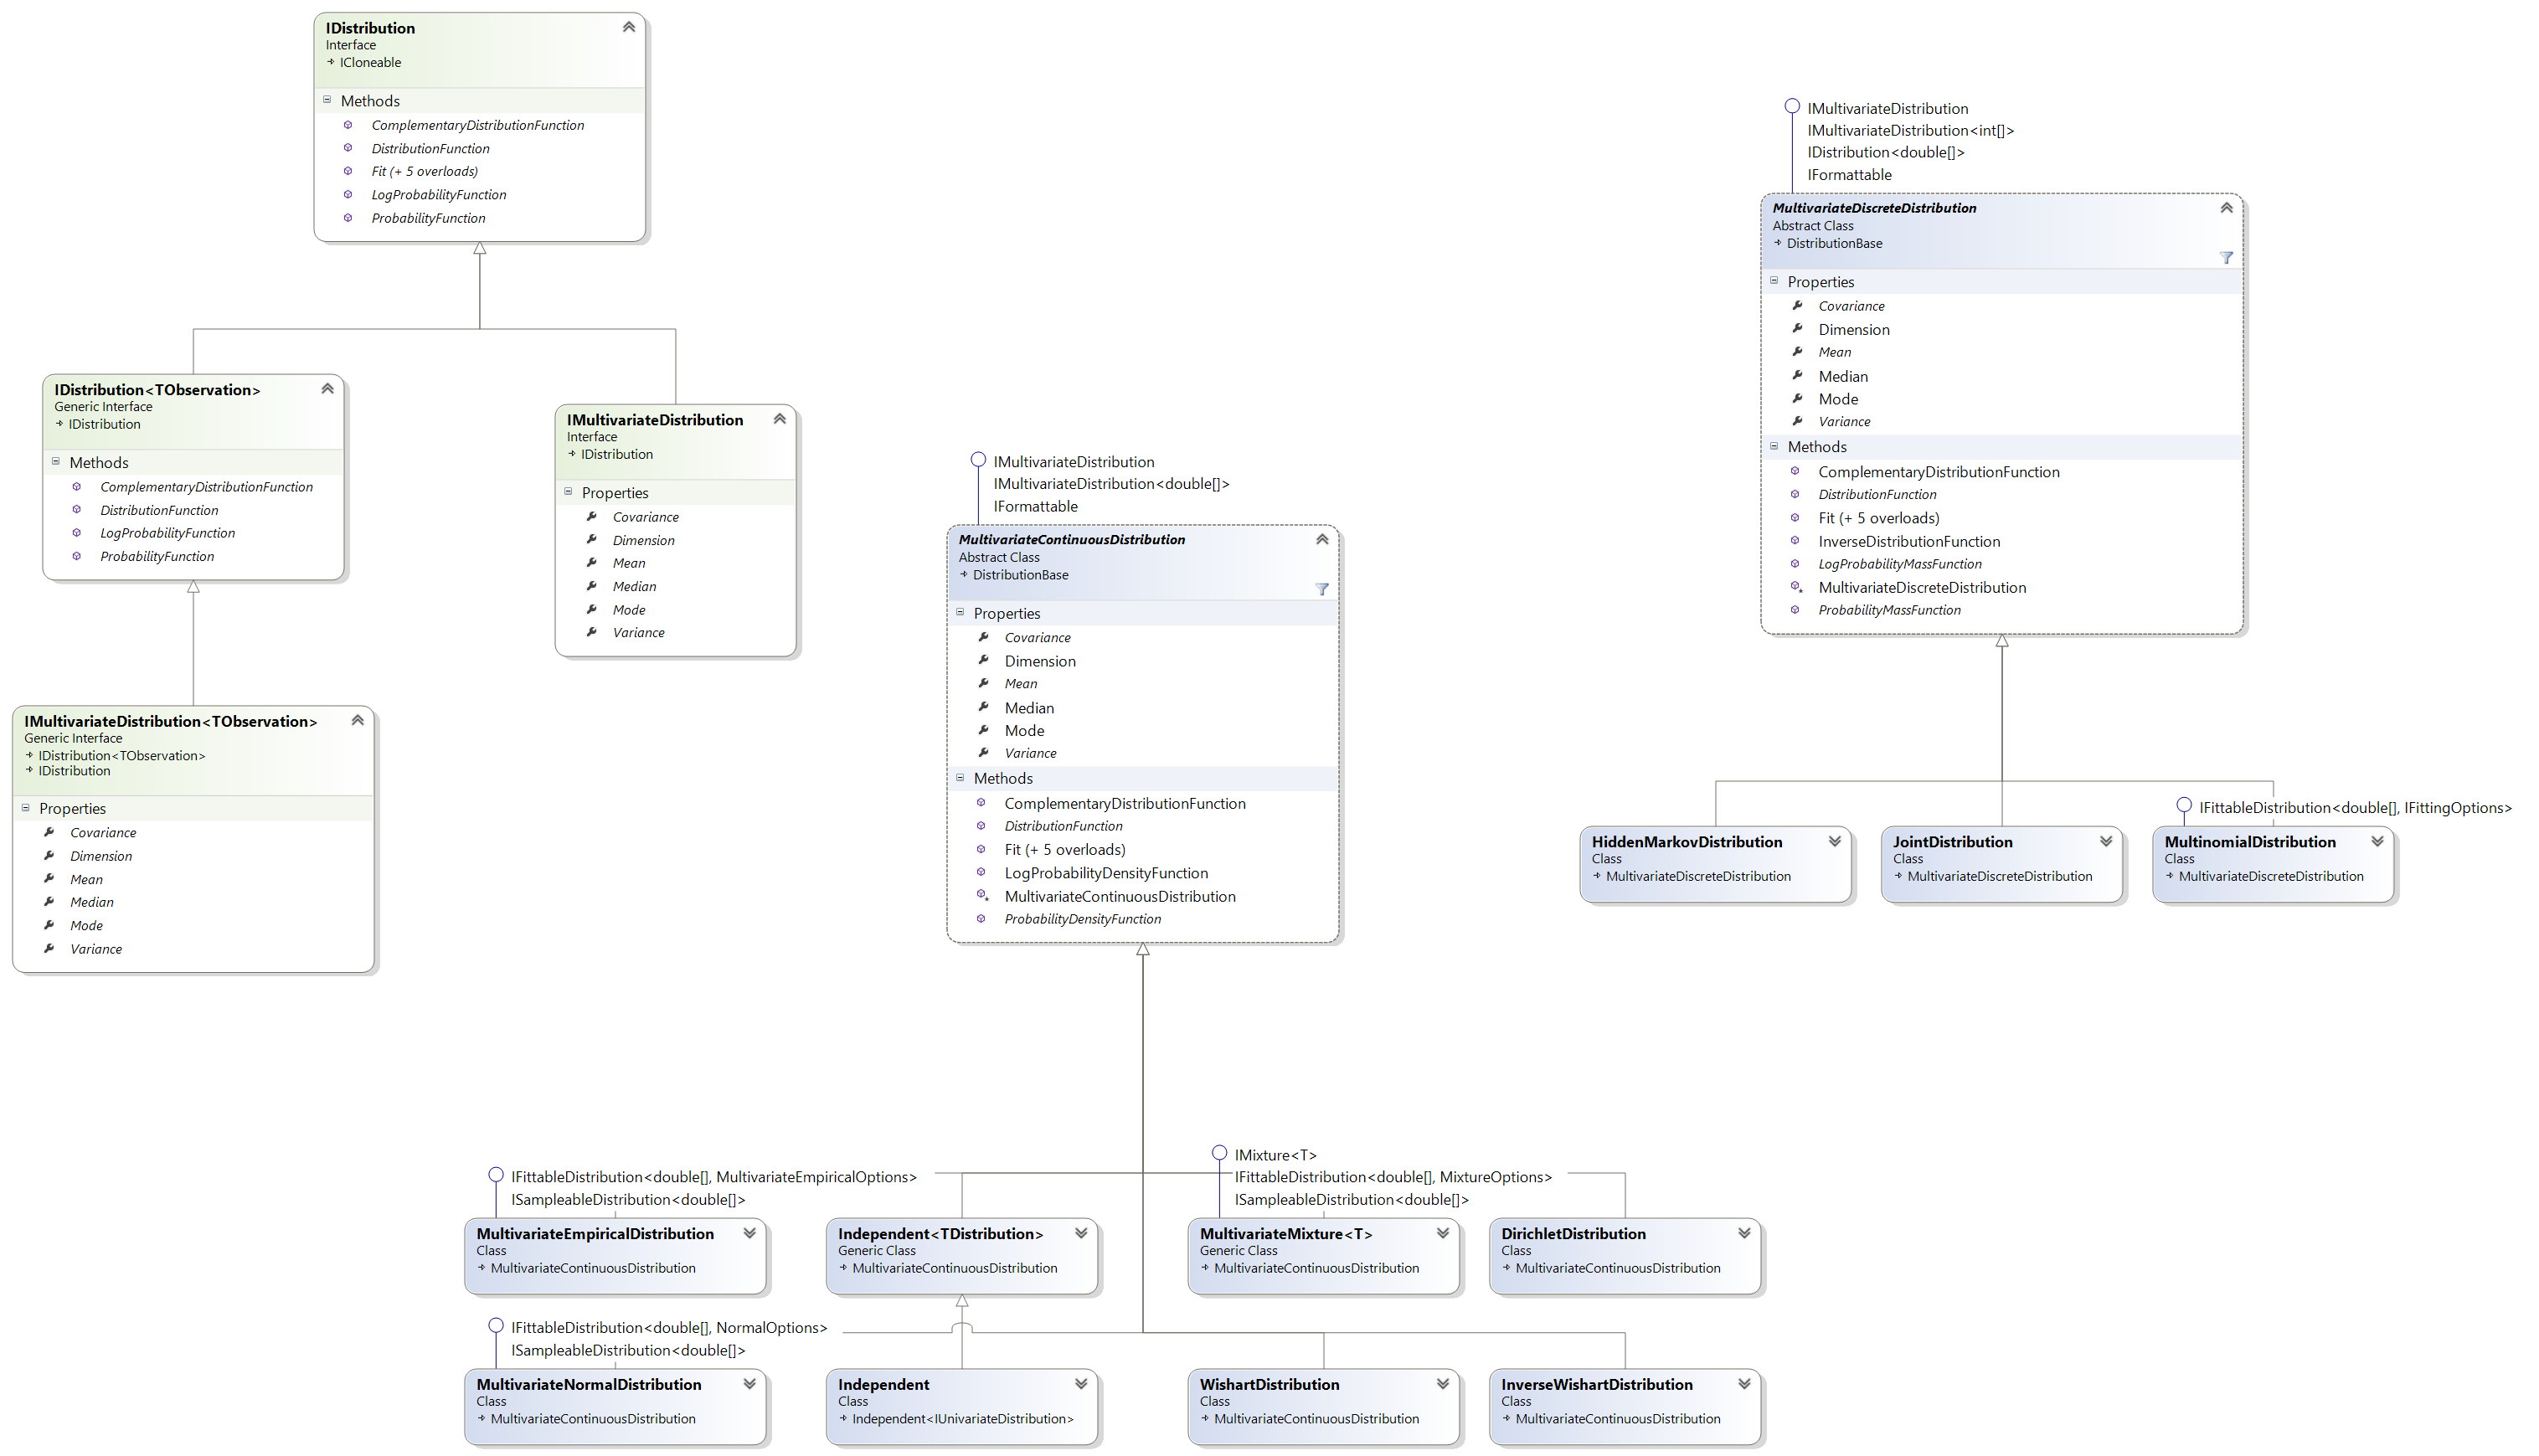 IDistribution
Interface
ICloneable
Methods
ComplementaryDistributionFunction
DistributionFunction
Fit (+ 5 overloads)
LogProbabilityFunction
ProbabilityFunction
IDistribution<TObservation>
Generic Interface
IDistribution
Methods
ComplementaryDistributionFunction
DistributionFunction
LogProbabilityFunction
ProbabilityFunction
IMultivariateDistribution
Interface
IDistribution
Properties
Covariance
Dimension
Mean
Median
Mode
Variance
IMultivariateDistribution<TObservation>
Generic Interface
IDistribution<TObservation>
IDistribution
Properties
Covariance
Dimension
Mean
Median
Mode
Variance
IMultivariateDistribution
IMultivariateDistribution<double[]>
IFormattable
MultivariateContinuousDistribution
Abstract Class
DistributionBase
Properties
Covariance
Dimension
Mean
Median
Mode
Variance
Methods
ComplementaryDistributionFunction
DistributionFunction
Fit (+ 5 overloads)
LogProbabilityDensityFunction
MultivariateContinuousDistribution
ProbabilityDensityFunction
IMultivariateDistribution
IMultivariateDistribution<int[]>
IDistribution<double[]>
IFormattable
MultivariateDiscreteDistribution
Abstract Class
DistributionBase
Properties
Covariance
Dimension
Mean
Median
Mode
Variance
Methods
ComplementaryDistributionFunction
DistributionFunction
Fit (+ 5 overloads)
InverseDistributionFunction
LogProbabilityMassFunction
MultivariateDiscreteDistribution
ProbabilityMassFunction
HiddenMarkovDistribution
Class
MultivariateDiscreteDistribution
JointDistribution
Class
MultivariateDiscreteDistribution
IFittableDistribution<double[], IFittingOptions>
MultinomialDistribution
Class
MultivariateDiscreteDistribution
IFittableDistribution<double[], MultivariateEmpiricalOptions>
ISampleableDistribution<double[]>
MultivariateEmpiricalDistribution
Class
MultivariateContinuousDistribution
Independent<TDistribution>
Generic Class
MultivariateContinuousDistribution
IMixture<T>
IFittableDistribution<double[], MixtureOptions>
ISampleableDistribution<double[]>
MultivariateMixture<T>
Generic Class
MultivariateContinuousDistribution
DirichletDistribution
Class
MultivariateContinuousDistribution
IFittableDistribution<double[], NormalOptions>
ISampleableDistribution<double[]>
MultivariateNormalDistribution
Class
MultivariateContinuousDistribution
Independent
Class
Independent<IUnivariateDistribution>
WishartDistribution
Class
MultivariateContinuousDistribution
InverseWishartDistribution
Class
MultivariateContinuousDistribution